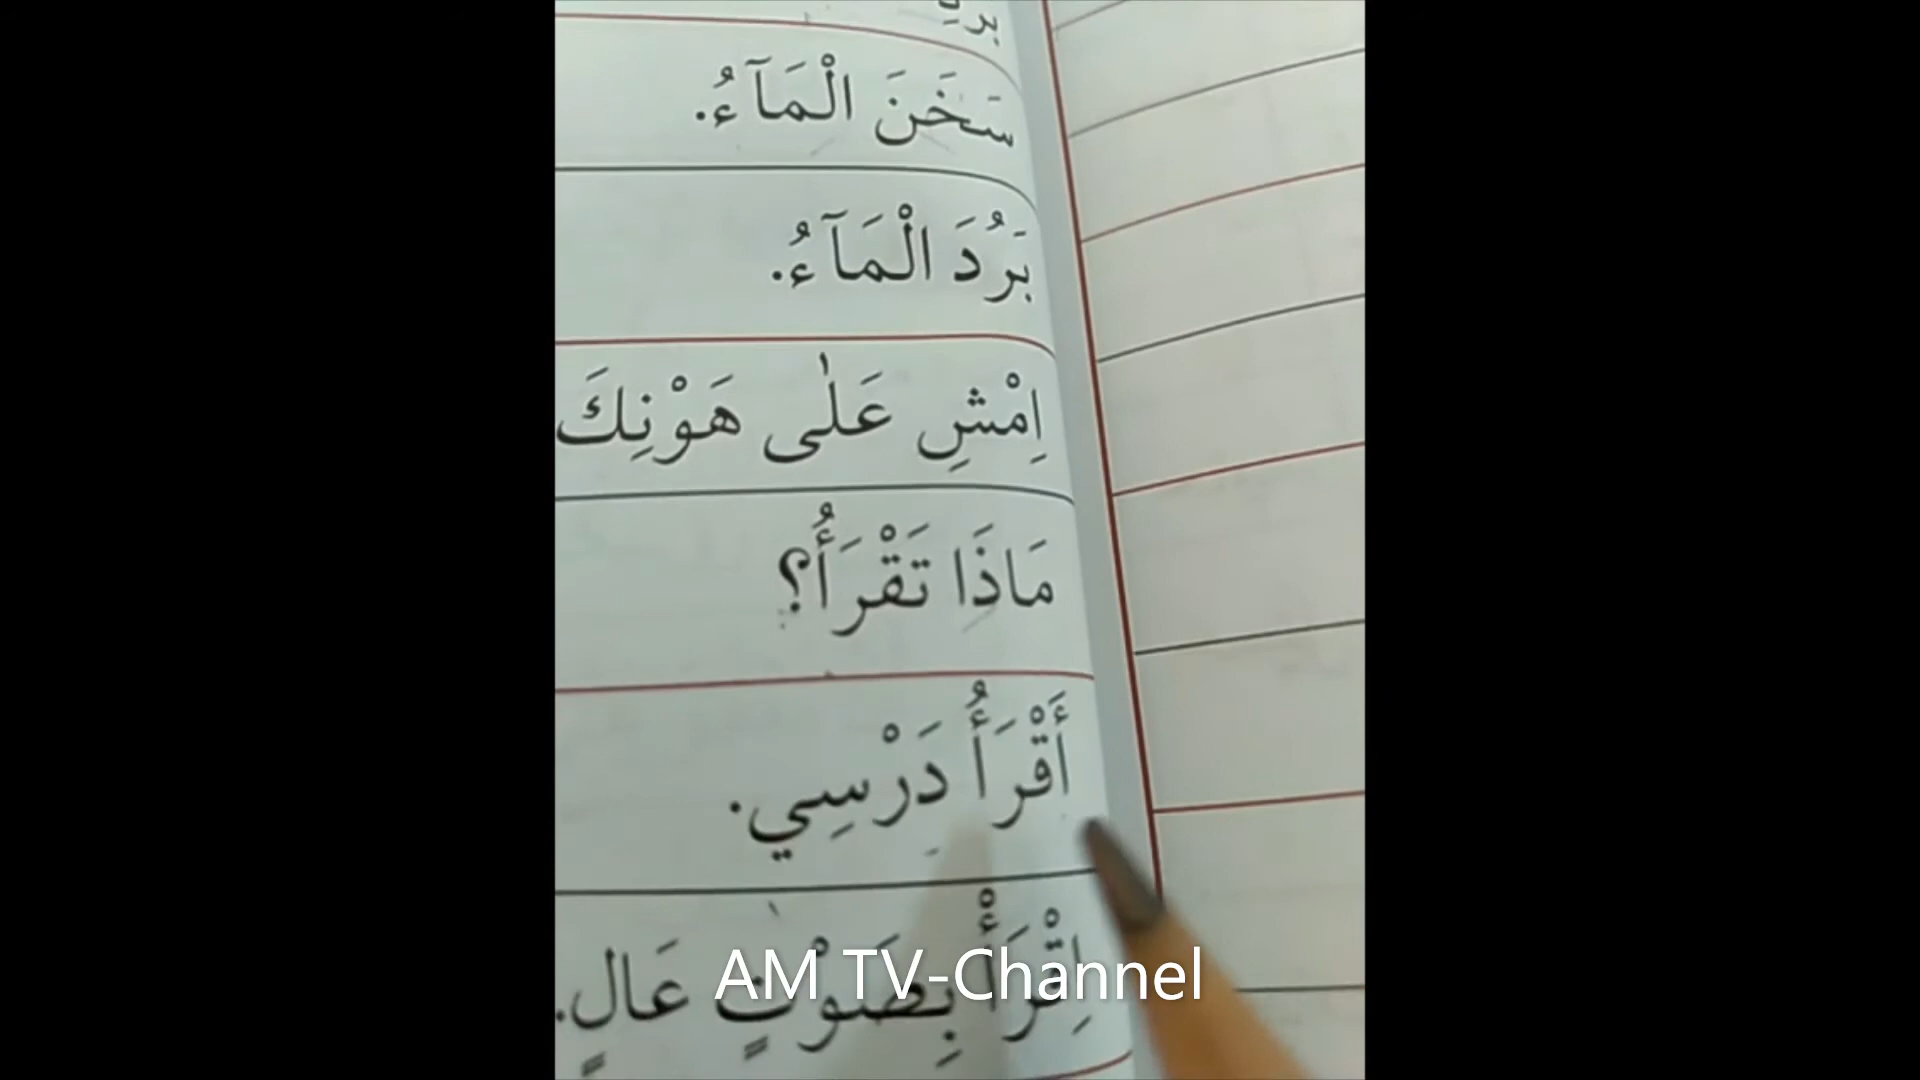 سَخَنَ الْمَآءُ.
بَرُدَ الْمَآءُ.
اِمْشِ عَلٰى هَوْنِكَ
مَاذَا تَقْرَأُ؟
أَقْرَأُ دَرْسِي.
اِقْرَأْ بِصَوْتٍ عَالٍ.
AM TV-Channel